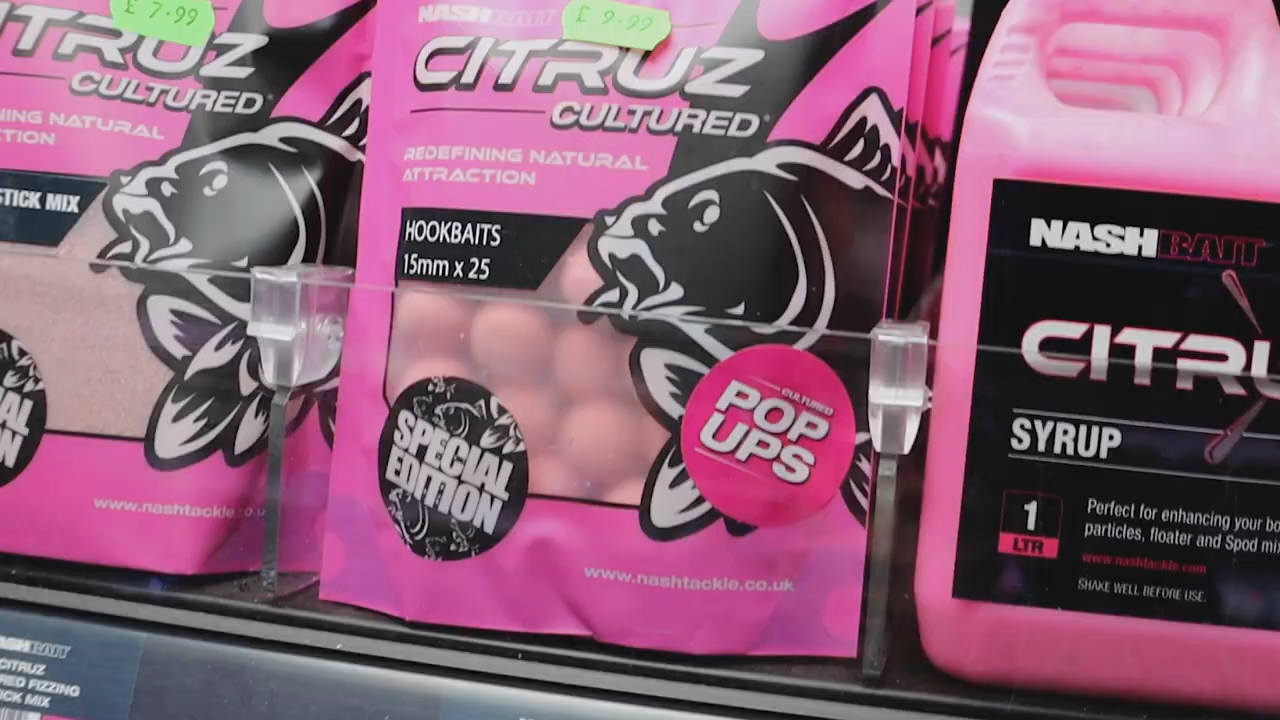 £ 7.99
ITRUZ
CULTURED
NING NATURAL
CTION
STICK MIX
www.nashtackle.co.u
£ 9.99
NASHBAIT
CITRUZ
CULTURED
REDEFINING NATURAL
ATTRACTION
HOOKBAITS
15mm x 25
SPECIAL
EDITION
CULTURED
POP
UPS
www.nashtackle.co.uk
NASHBAIT
CITRU
SYRUP
1
LTR
Perfect for enhancing your bo
particles, floater and Spod mi
www.nashtackle.com
SHAKE WELL BEFORE USE.
CITRUZ
RED FIZZING
ICK MIX